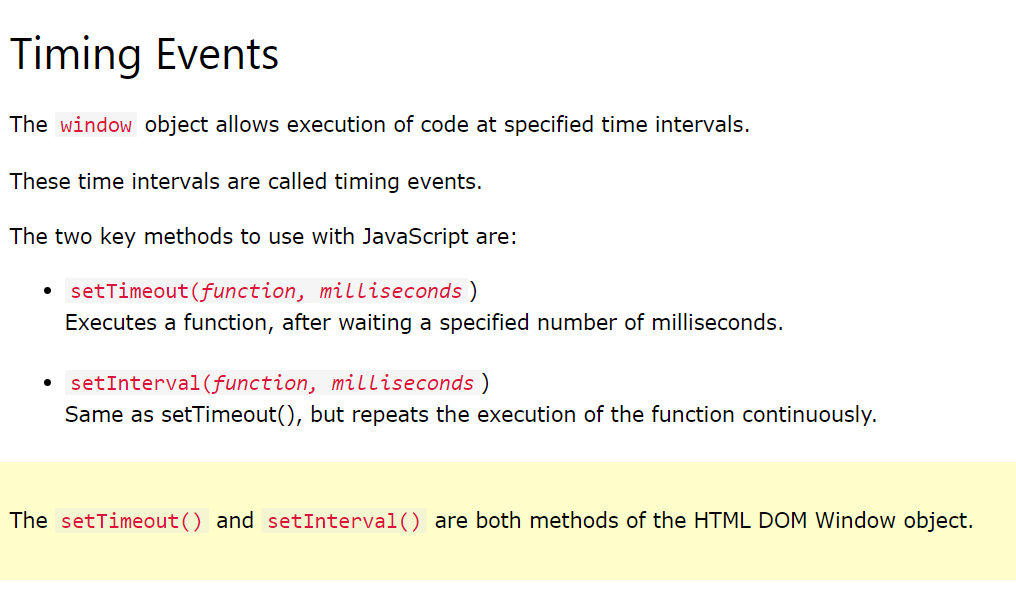 Timing Events
The window object allows execution of code at specified time intervals.
These time intervals are called timing events.
The two key methods to use with JavaScript are:
• setTimeout(function, milliseconds)
Executes a function, after waiting a specified number of milliseconds.
• setInterval(function, milliseconds)
Same as setTimeout(), but repeats the execution of the function continuously.
The setTimeout() and setInterval() are both methods of the HTML DOM Window object.